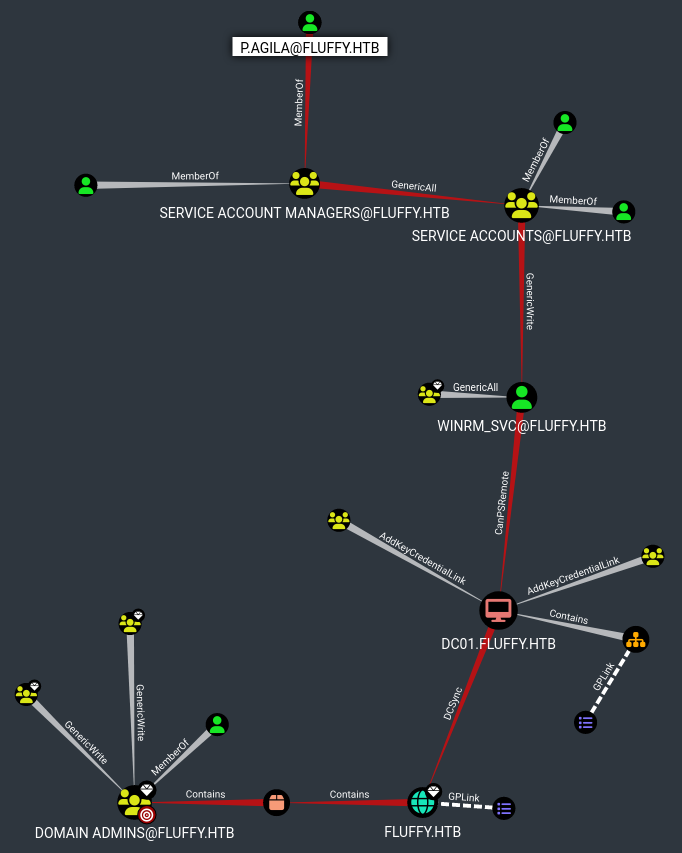 P.AGILA@FLUFFY.HTB
MemberOf
MemberOf
MemberOf
GenericAll
MemberOf
SERVICE ACCOUNT MANAGERS@FLUFFY.HTB
SERVICE ACCOUNTS@FLUFFY.HTB
GenericWrite
GenericAll
WINRM_SVC@FLUFFY.HTB
CanPSRemote
AddKeyCredentialLink
AddKeyCredentialLink
Contains
DC01.FLUFFY.HTB
GPLink
DCSync
GenericWrite
GenericWrite
MemberOf
Contains
Contains
GPLink
DOMAIN ADMINS@FLUFFY.HTB
FLUFFY.HTB